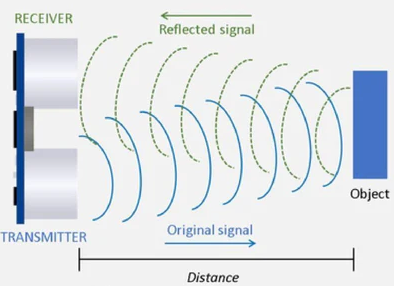 RECEIVER
Reflected signal
Object
TRANSMITTER
Original signal
Distance